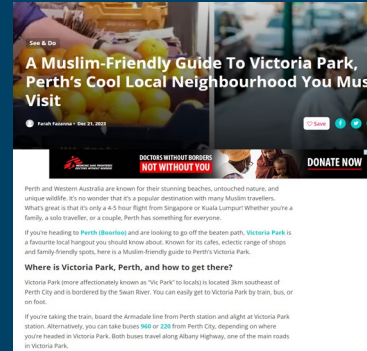 See & Do
A Muslim-Friendly Guide To Victoria Park,
Perth's Cool Local Neighbourhood You Mus
Visit
Farah Fazanna • Dec 21, 2023
Save
DOCTORS WITHOUT BORDERS
NOT WITHOUT YOU
DONATE NOW
Perth and Western Australia are known for their stunning beaches, untouched nature, and
unique wildlife. It's no wonder that it's a popular destination with many Muslim travellers.
What's great is that it's only a 4-5 hour flight from Singapore or Kuala Lumpur! Whether you're a
family, a solo traveller, or a couple, Perth has something for everyone.
If you're heading to Perth (Boorloo) and are looking to go off the beaten path, Victoria Park is
a favourite local hangout you should know about. Known for its cafes, eclectic range of shops
and family-friendly spots, here is a Muslim-friendly guide to Perth's Victoria Park.
Where is Victoria Park, Perth, and how to get there?
Victoria Park (more affectionately known as "Vic Park" to locals) is located 3km southeast of
Perth City and is bordered by the Swan River. You can easily get to Victoria Park by train, bus, or
on foot.
If you're taking the train, board the Armadale line from Perth station and alight at Victoria Park
station. Alternatively, you can take buses 960 or 220 from Perth City, depending on where
you're headed in Victoria Park. Both buses travel along Albany Highway, one of the main roads
in Victoria Park.